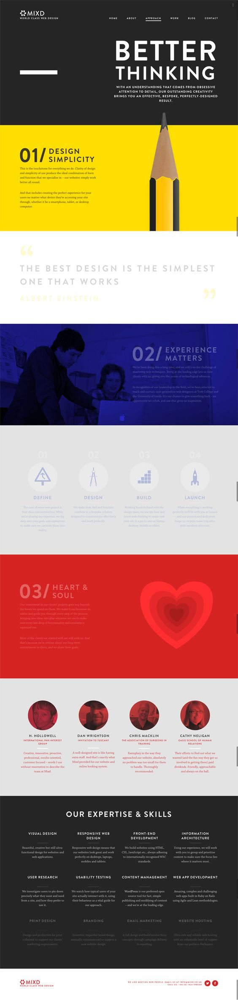 MIXD
WORLD CLASS WEB DESIGN
HOME ABOUT APPROACH WORK BLOG CONTACT
BETTER
THINKING
WITH AN UNDERSTANDING THAT COMES FROM OBSESSIVE
ATTENTION TO DETAIL, OUR OUTSTANDING CREATIVITY
BRINGS YOU AN EFFECTIVE, BESPOKE, PERFECTLY-DESIGNED
RESULT.
01/ DESIGN
SIMPLICITY
This is the touchstone for everything we do. Clarity of design
and simplicity of use produce the ideal combination of form
and function that we specialise in – our websites simply work
better all round.
And that includes creating the perfect experience for your
users no matter what device they're accessing your site
through, whether it be a smartphone, tablet, or desktop
computer.
“
THE BEST DESIGN IS THE SIMPLEST
ONE THAT WORKS
ALBERT EINSTEIN
”
02/ EXPERIENCE
MATTERS
We've been doing this a long time, and we still love the challenge of
mastering new techniques. Being at the leading edge lets us take
clients with us, giving you the cream of technological advances.
In recognition of our leadership in the field, we've been selected to
teach and nurture next-generation web designers at York College and
the University of Leeds. It's our chance to give something back – an
opportunity we relish, and one that gives us inspiration.
01
DEFINE
The core of every new project is
first-class communication. While
we're sharing our expertise, we dig
deep into your goals and aspirations
to make sure we can turn them into
reality.
02
DESIGN
We make look, feel and function
combine in a bespoke solution
designed to communicate effectively
and work perfectly.
03
BUILD
Working hand-in-hand with the
design team, we use the best and
latest web thinking to make sure
your site is a joy to use on laptop,
desktop, mobile or tablet.
04
LAUNCH
When everything is working
perfectly we'll be with you at launch
– and our passion and dedication
keeps us on your team long after
with excellent aftercare.
03/ HEART &
SOUL
Our investment in our clients' projects goes way beyond
the hours we spend on them. We make it our business to
advise and guide you through every step of the process,
bringing new ideas into play wherever we can to make
sure every last drop of functionality and creativity is
squeezed out.
Most of the clients we started with are still with us. And
that's because we're serious about our long-term
commitment to them, and we share their goals.
H. HOLLOWELL
INTERNATIONAL PNH INTEREST
GROUP
Creative, innovative, proactive,
professional, results-oriented,
customer focused – words I use
without reservation to describe the
team at Mixd.
DAN WRIGHTSON
INVITATION TO TUSCANY
A well-designed site is like having
extra staff. And that's exactly what
Mixd provided for our website and
online booking system.
CHRIS MACKLIN
THE ASSOCIATION OF SURGEONS IN
TRAINING
Exemplary in the way they
approached our website, absolutely
no problem was too small for them
to handle. Thoroughly
recommended.
CATHY NELIGAN
OASIS SCHOOL OF HUMAN
RELATIONS
Their efforts to find out what we
wanted (and the fun way they got us
involved in getting there) paid
dividends. Friendly, approachable
and always on the ball.
OUR EXPERTISE & SKILLS
VISUAL DESIGN
Beautiful, creative but still ultra-
functional design for websites and
web applications.
RESPONSIVE WEB
DESIGN
Responsive web design means that
our websites look great and work
perfectly on desktops, laptops,
mobiles and tablets.
FRONT-END
DEVELOPMENT
We build websites using HTML,
CSS, JavaScript etc., always adhering
to internationally-recognised W3C
standards.
INFORMATION
ARCHITECTURE
Using our experience, we will work
with you to group and prioritise
content to make sure the focus lies
where it matters most.
USER RESEARCH
We investigate users to pin down
precisely what they want and need
from a site, and how they prefer to
use it.
USABILITY TESTING
We watch how typical users of your
site actually interact with it, using
their behaviour as a vital guide for
our approach.
CONTENT MANAGEMENT
WordPress is our preferred open
source tool for fast, simple
publishing and modifying of content
– and we're at the leading edge.
WEB APP DEVELOPMENT
Amazing, complex and challenging
web apps built in Ruby on Rails
using Agile and Lean methodologies.
PRINT DESIGN
Design and production for print
collateral to support our clients'
marketing requirements.
BRANDING
Inventive, impactful brand design,
normally commissioned to support a
new website design.
EMAIL MARKETING
A full design and build service from
concepts through campaign delivery
to reporting.
WEBSITE HOSTING
Ultra-safe and reliable web hosting
with an unbeatable level of support
from our partners Rackspace.
MIXD
WORLD CLASS WEB DESIGN
WE LIKE MEETING NEW PEOPLE. EMAIL US AT INFO@MIXD.CO.UK
CALL US: +44 (0) 1423